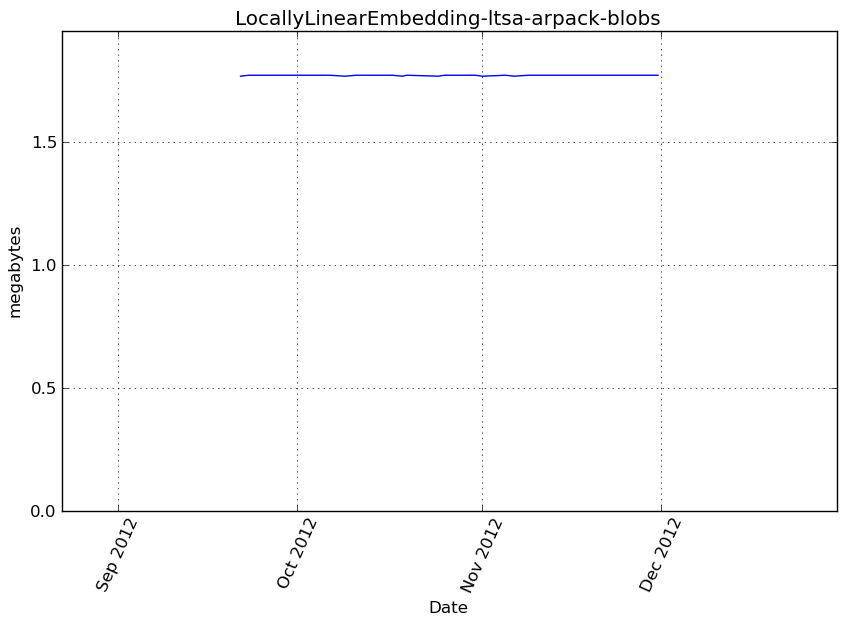 LocallyLinearEmbedding-ltsa-arpack-blobs
megabytes
1.5
1.0
0.5
0.0
Sep 2012
Oct 2012
Nov 2012
Dec 2012
Date